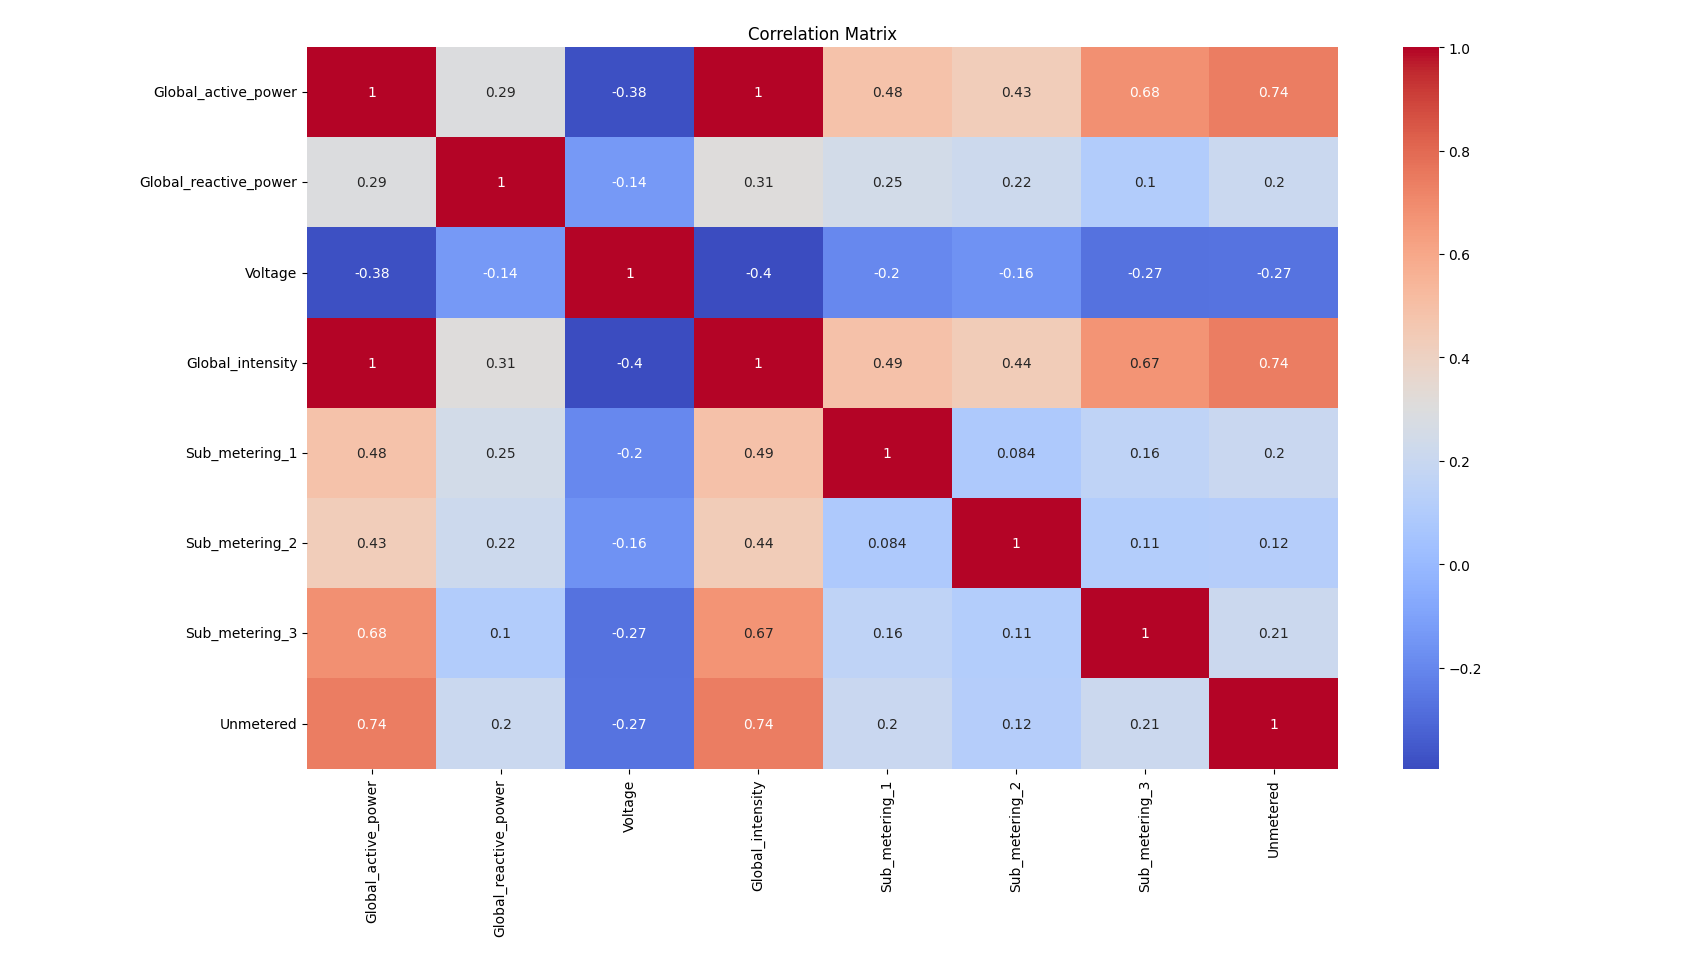 Correlation Matrix
Global_active_power 1 0.29 -0.38 1 0.48 0.43 0.68 0.74
Global_reactive_power 0.29 1 -0.14 0.31 0.25 0.22 0.1 0.2
Voltage -0.38 -0.14 1 -0.4 -0.2 -0.16 -0.27 -0.27
Global_intensity 1 0.31 -0.4 1 0.49 0.44 0.67 0.74
Sub_metering_1 0.48 0.25 -0.2 0.49 1 0.084 0.16 0.2
Sub_metering_2 0.43 0.22 -0.16 0.44 0.084 1 0.11 0.12
Sub_metering_3 0.68 0.1 -0.27 0.67 0.16 0.11 1 0.21
Unmetered 0.74 0.2 -0.27 0.74 0.2 0.12 0.21 1
Global_active_power
Global_reactive_power
Voltage
Global_intensity
Sub_metering_1
Sub_metering_2
Sub_metering_3
Unmetered
1.0
0.8
0.6
0.4
0.2
0.0
−0.2